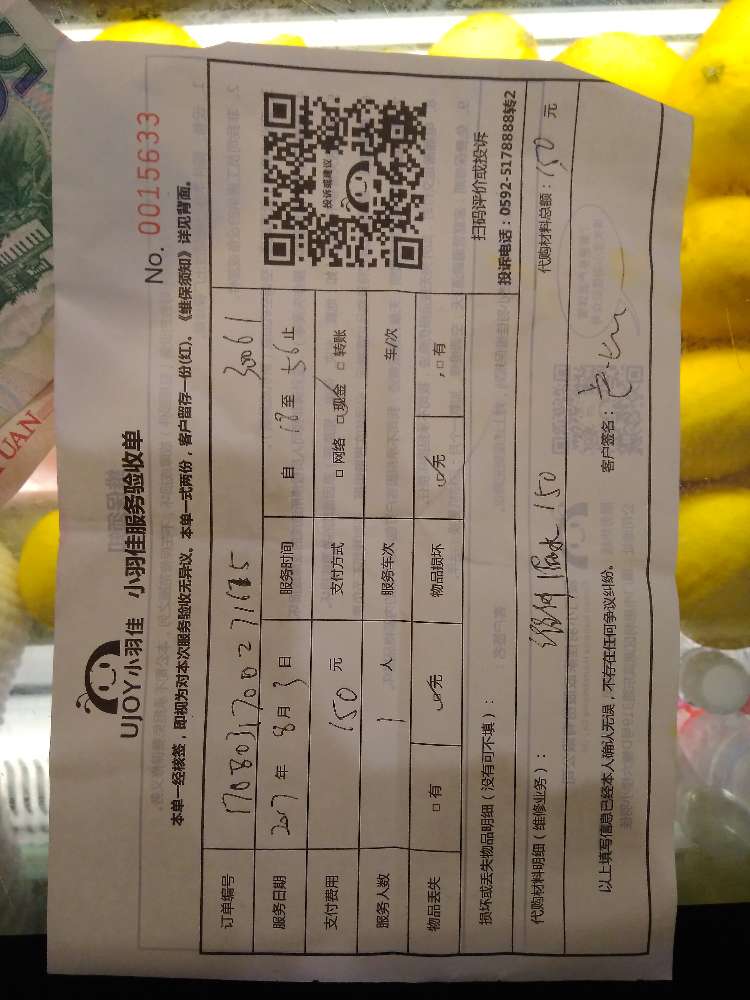 UJOY小羽佳 小羽佳服务验收单
No. 0015633
本单一经核签，即视为对本次服务验收无异议。本单一式两份，客户留存一份(红)。《维保须知》详见背面。
订单编号 30061
服务日期 2017 年 8 月 3 日 服务时间 自 18 至 止
支付费用 150 元 支付方式 □ 网络 ☑ 现金 □ 转账
服务人数 1 人 服务车次 车/次
物品丢失 □ 有 ☑ 无 物品损坏 ☑ 无 □ 有
投诉或建议
扫码评价或投诉
投诉电话：0592-5178888转2
损坏或丢失物品明细（没有可不填）：
代购材料明细（维修业务）： 150 代购材料总额：150 元
以上填写信息已经本人确认无误，不存在任何争议纠纷。 客户签名：
YUAN